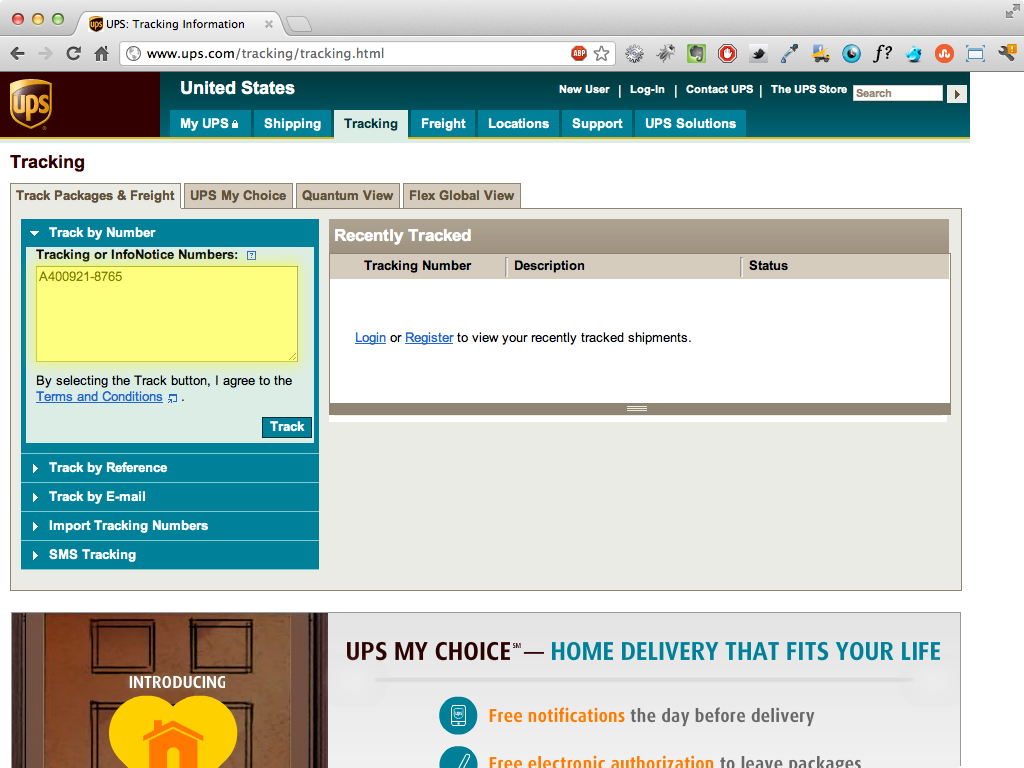 UPS: Tracking Information
www.ups.com/tracking/tracking.html
ABP
f?
ups
United States
New User | Log-In | Contact UPS | The UPS Store
Search
My UPS
Shipping
Tracking
Freight
Locations
Support
UPS Solutions
Tracking
Track Packages & Freight
UPS My Choice
Quantum View
Flex Global View
Track by Number
Tracking or InfoNotice Numbers: ?
A400921-8765
By selecting the Track button, I agree to the
Terms and Conditions .
Track
Track by Reference
Track by E-mail
Import Tracking Numbers
SMS Tracking
Recently Tracked
Tracking Number
Description
Status
Login or Register to view your recently tracked shipments.
INTRODUCING
UPS MY CHOICE℠— HOME DELIVERY THAT FITS YOUR LIFE
ups
Free notifications the day before delivery
Free electronic authorization to leave packages